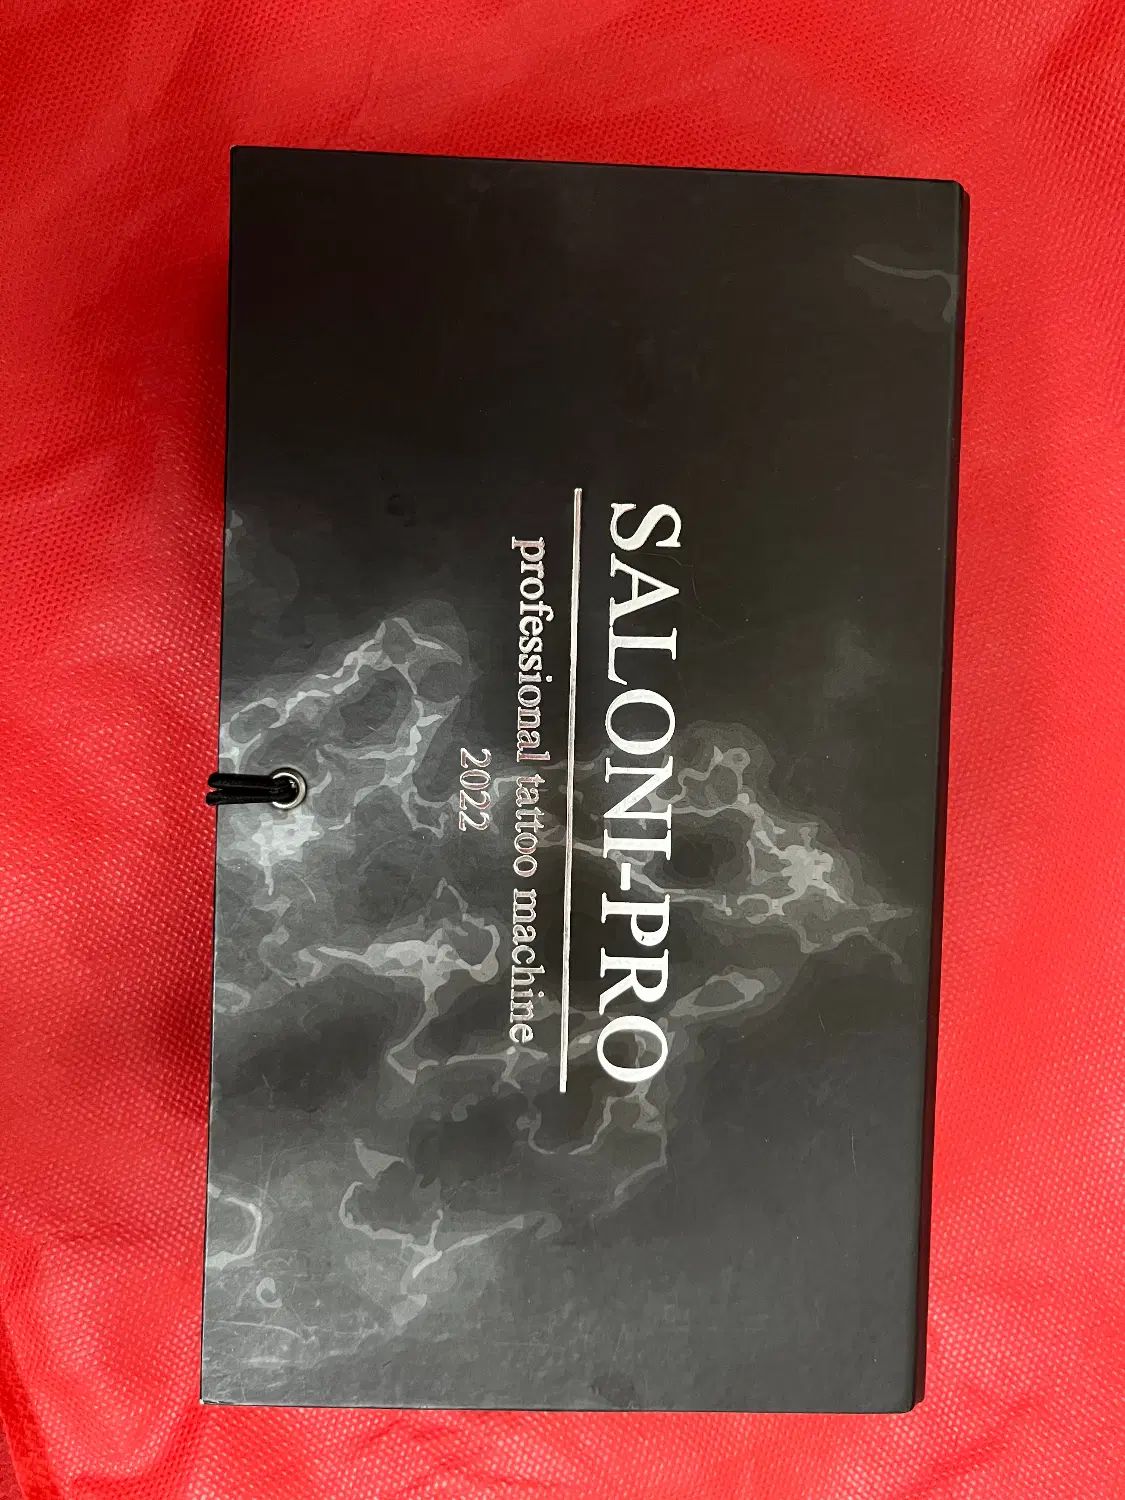 SALONI-PRO
professional tattoo machine
2022